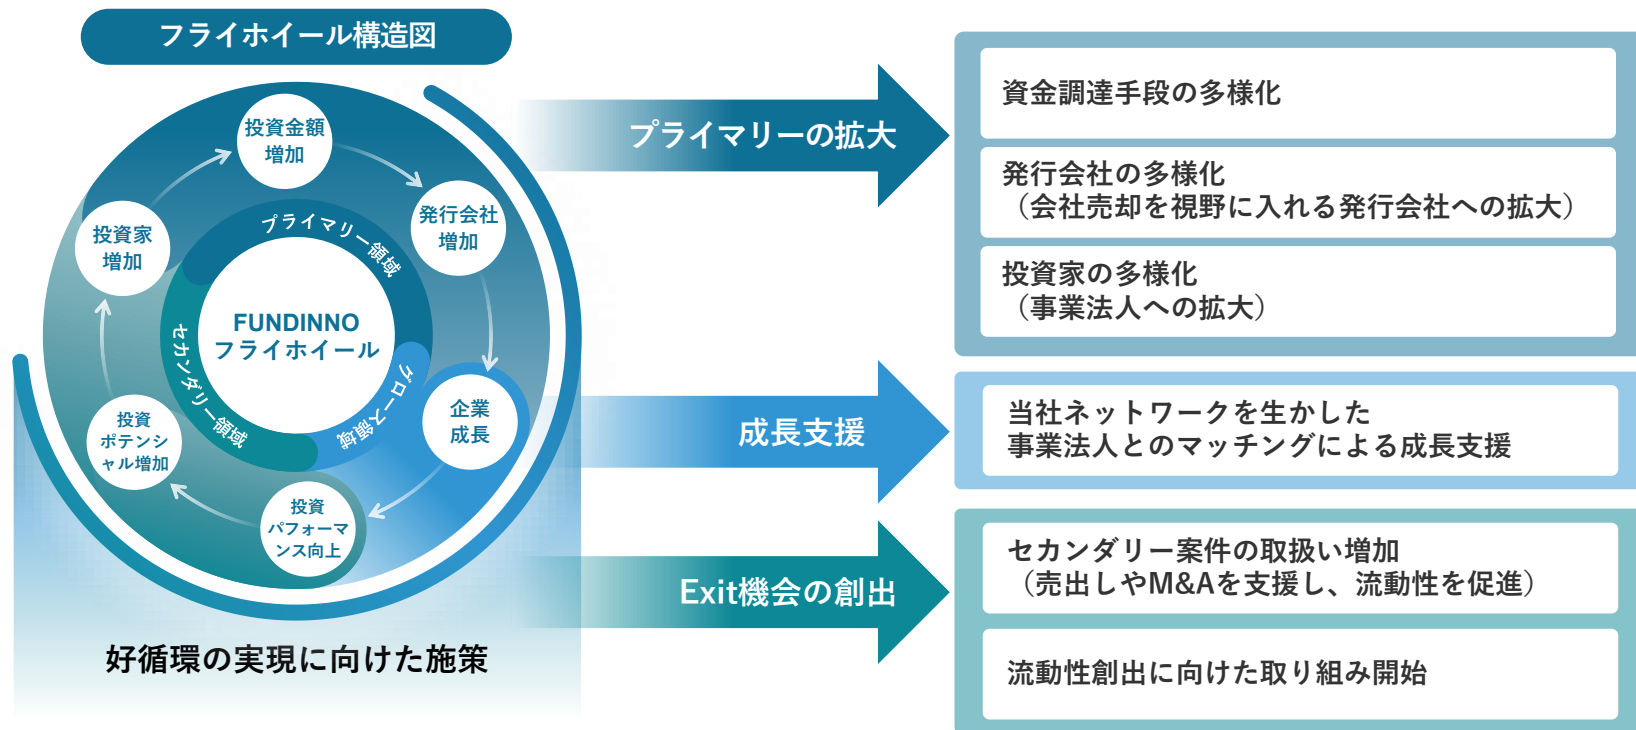 フライホイール構造図
投資金額
増加
発行会社
増加
企業
成長
投資
パフォーマ
ンス向上
投資
ポテンシ
ャル増加
投資家
増加
プライマリー領域
グロース領域
セカンダリー領域
FUNDINNO
フライホイール
好循環の実現に向けた施策
プライマリーの拡大
資金調達手段の多様化
発行会社の多様化
（会社売却を視野に入れる発行会社への拡大）
投資家の多様化
（事業法人への拡大）
成長支援
当社ネットワークを生かした
事業法人とのマッチングによる成長支援
Exit機会の創出
セカンダリー案件の取扱い増加
（売出しやM&Aを支援し、流動性を促進）
流動性創出に向けた取り組み開始